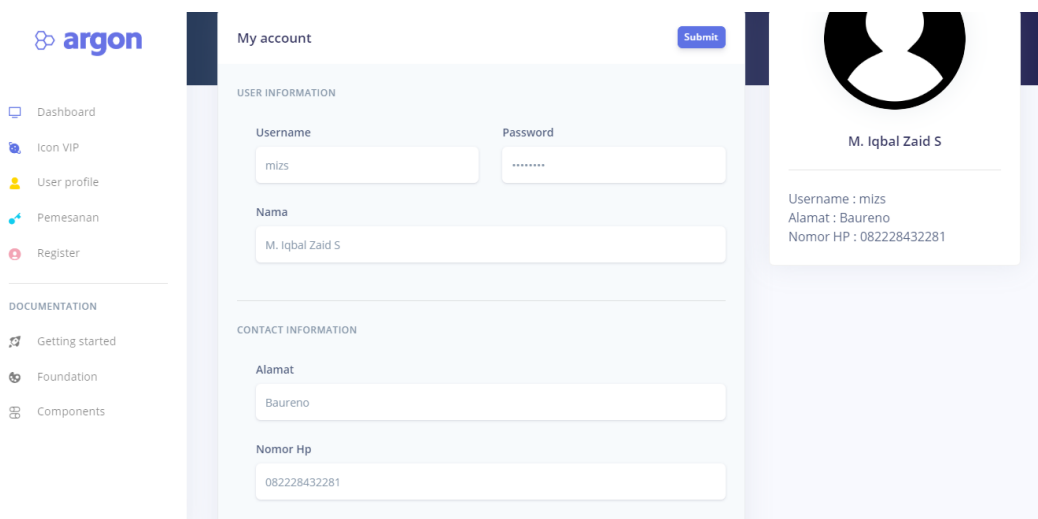 argon
Dashboard
Icon VIP
User profile
Pemesanan
Register
DOCUMENTATION
Getting started
Foundation
Components
My account
Submit
USER INFORMATION
Username
Password
mizs
••••••••
Nama
M. Iqbal Zaid S
CONTACT INFORMATION
Alamat
Baureno
Nomor Hp
082228432281
M. Iqbal Zaid S
Username : mizs
Alamat : Baureno
Nomor HP : 082228432281